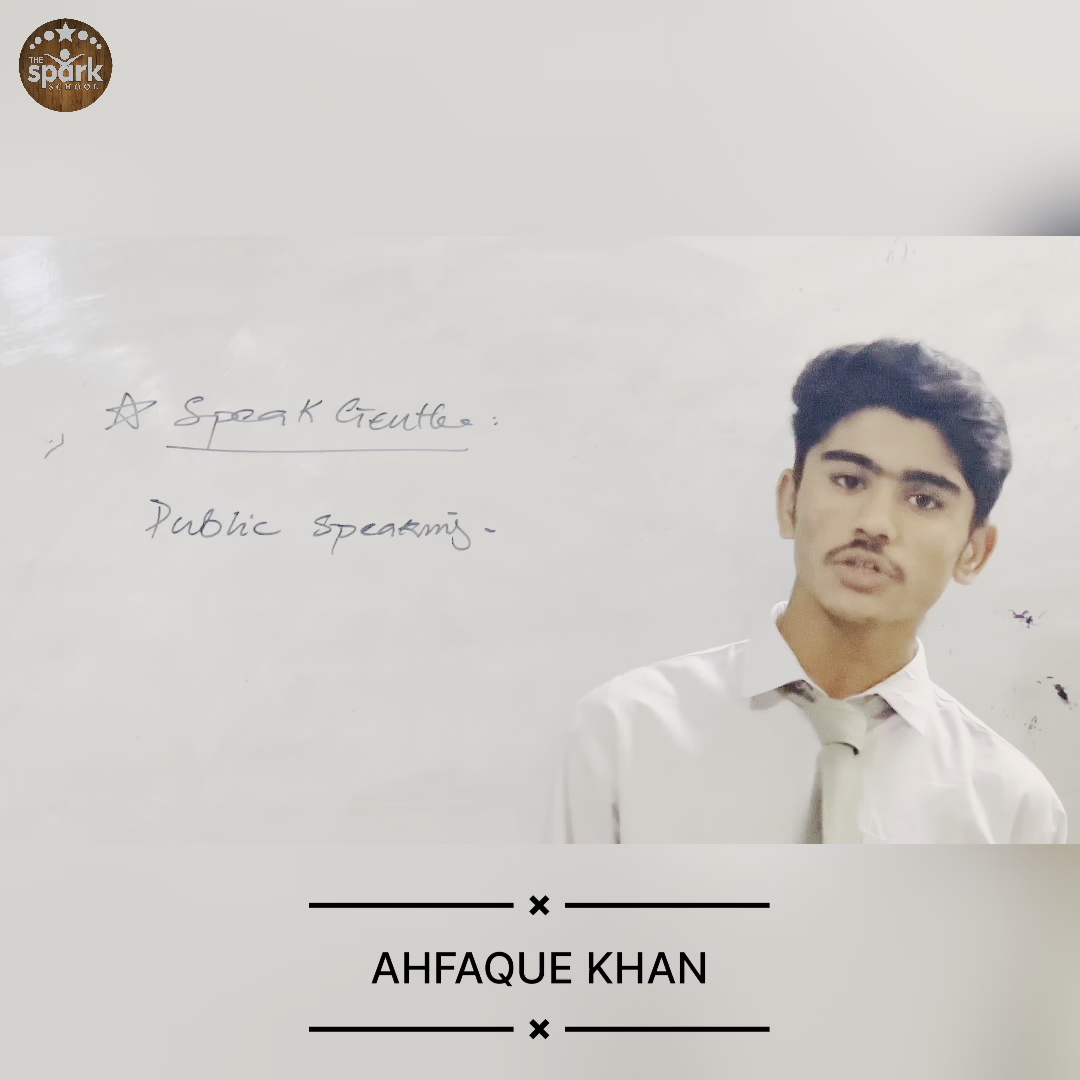 THE
spark
SCHOOL
☆ Speak Gentle :
Public Speaking -
AHFAQUE KHAN